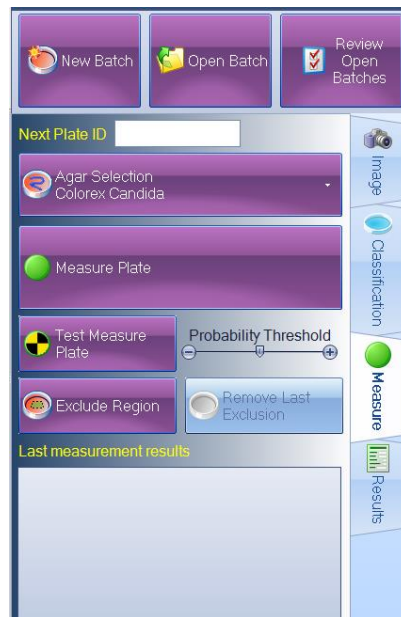 New Batch
Open Batch
Review
Open
Batches
Next Plate ID
Agar Selection
Colorex Candida
Measure Plate
Test Measure
Plate
Probability Threshold
Exclude Region
Remove Last
Exclusion
Last measurement results
Image
Classification
Measure
Results